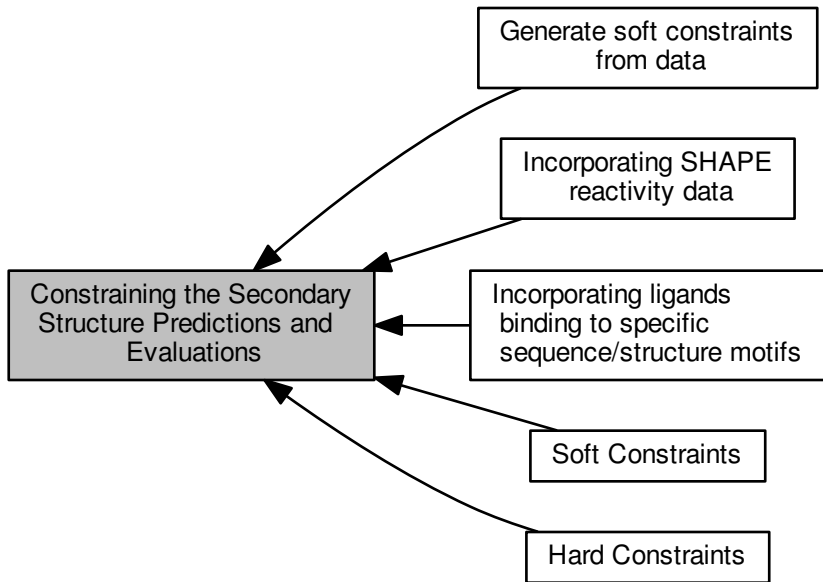 Generate soft constraints
from data
Incorporating SHAPE
reactivity data
Constraining the Secondary
Structure Predictions and
Evaluations
Incorporating ligands
binding to specific
sequence/structure motifs
Soft Constraints
Hard Constraints